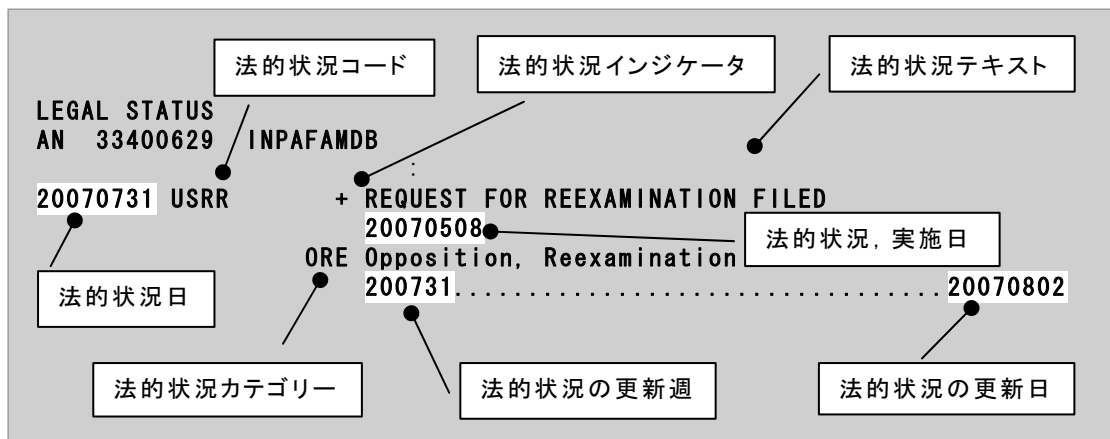 法的状況コード
法的状況インジケータ
法的状況テキスト
LEGAL STATUS
AN 33400629 INPAFAMDB
:
20070731 USRR + REQUEST FOR REEXAMINATION FILED
20070508
法的状況, 実施日
ORE Opposition, Reexamination
200731...................................20070802
法的状況日
法的状況カテゴリー
法的状況の更新週
法的状況の更新日